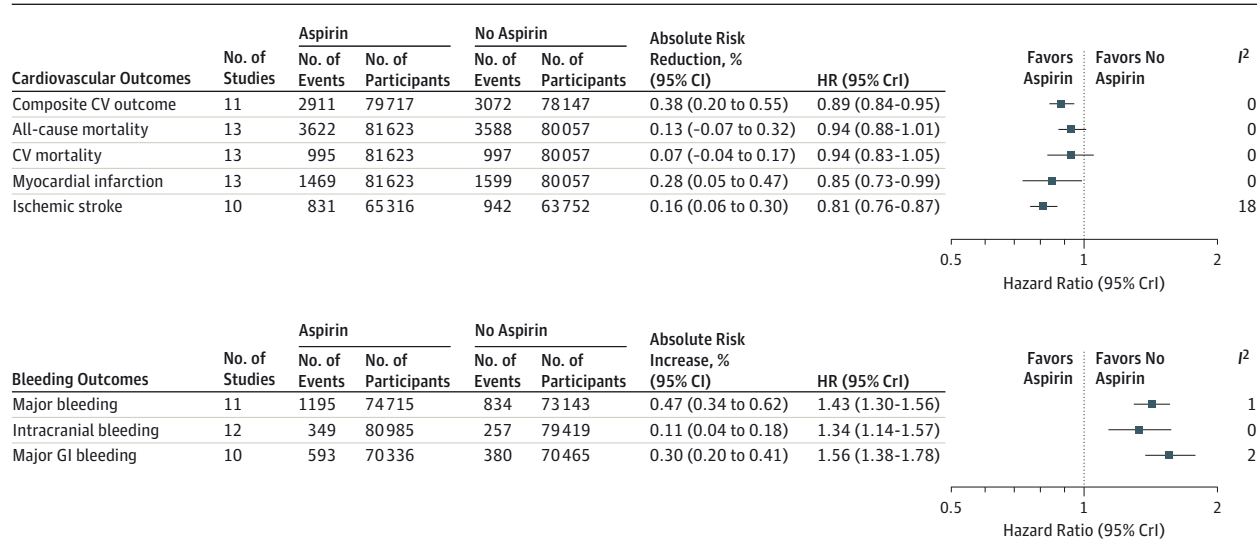 Cardiovascular Outcomes No. of Studies Aspirin No. of Events No. of Participants No Aspirin No. of Events No. of Participants Absolute Risk Reduction, % (95% CI) HR (95% CrI) Favors Aspirin Favors No Aspirin I2
Composite CV outcome 11 2911 79717 3072 78147 0.38 (0.20 to 0.55) 0.89 (0.84-0.95) 0
All-cause mortality 13 3622 81623 3588 80057 0.13 (-0.07 to 0.32) 0.94 (0.88-1.01) 0
CV mortality 13 995 81623 997 80057 0.07 (-0.04 to 0.17) 0.94 (0.83-1.05) 0
Myocardial infarction 13 1469 81623 1599 80057 0.28 (0.05 to 0.47) 0.85 (0.73-0.99) 0
Ischemic stroke 10 831 65316 942 63752 0.16 (0.06 to 0.30) 0.81 (0.76-0.87) 18
0.5 1 2
Hazard Ratio (95% CrI)
Bleeding Outcomes No. of Studies Aspirin No. of Events No. of Participants No Aspirin No. of Events No. of Participants Absolute Risk Increase, % (95% CI) HR (95% CrI) Favors Aspirin Favors No Aspirin I2
Major bleeding 11 1195 74715 834 73143 0.47 (0.34 to 0.62) 1.43 (1.30-1.56) 1
Intracranial bleeding 12 349 80985 257 79419 0.11 (0.04 to 0.18) 1.34 (1.14-1.57) 0
Major GI bleeding 10 593 70336 380 70465 0.30 (0.20 to 0.41) 1.56 (1.38-1.78) 2
0.5 1 2
Hazard Ratio (95% CrI)